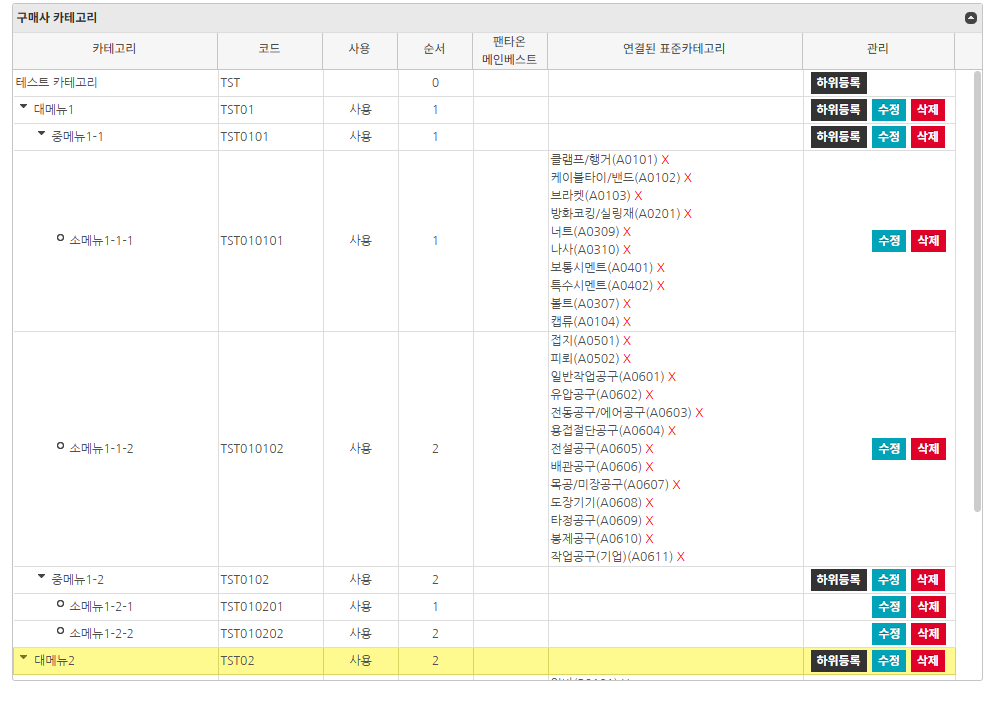 구매사 카테고리
카테고리 코드 사용 순서 팬타온 메인베스트 연결된 표준카테고리 관리
테스트 카테고리 TST 0 하위등록
대메뉴1 TST01 사용 1 하위등록 수정 삭제
중메뉴1-1 TST0101 사용 1 하위등록 수정 삭제
클램프/행거(A0101) X
케이블타이/밴드(A0102) X
브라켓(A0103) X
방화코킹/실링재(A0201) X
너트(A0309) X
소메뉴1-1-1 TST010101 사용 1 수정 삭제
나사(A0310) X
보통시멘트(A0401) X
특수시멘트(A0402) X
볼트(A0307) X
캡류(A0104) X
접지(A0501) X
피뢰(A0502) X
일반작업공구(A0601) X
유압공구(A0602) X
전동공구/에어공구(A0603) X
용접절단공구(A0604) X
소메뉴1-1-2 TST010102 사용 2 전설공구(A0605) X 수정 삭제
배관공구(A0606) X
목공/미장공구(A0607) X
도장기기(A0608) X
타정공구(A0609) X
봉제공구(A0610) X
작업공구(기업)(A0611) X
중메뉴1-2 TST0102 사용 2 하위등록 수정 삭제
소메뉴1-2-1 TST010201 사용 1 수정 삭제
소메뉴1-2-2 TST010202 사용 2 수정 삭제
대메뉴2 TST02 사용 2 하위등록 수정 삭제